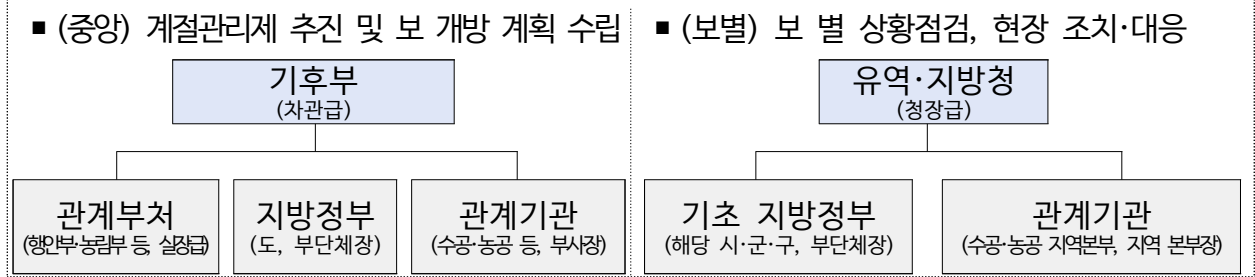 ▪ (중앙) 계절관리제 추진 및 보 개방 계획 수립
기후부
(차관급)
관계부처
(행안부·농림부 등, 실장급)
지방정부
(도, 부단체장)
관계기관
(수공·농공 등, 부사장)
▪ (보별) 보 별 상황점검, 현장 조치·대응
유역·지방청
(청장급)
기초 지방정부
(해당 시·군·구, 부단체장)
관계기관
(수공·농공 지역본부, 지역 본부장)